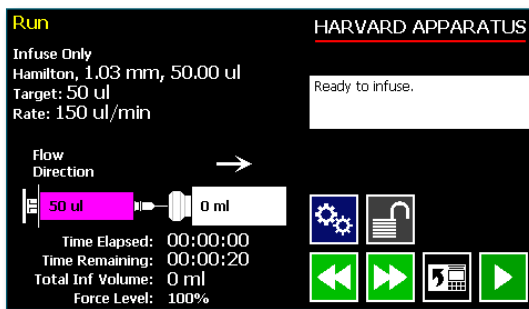 Run
HARVARD APPARATUS
Infuse Only
Hamilton, 1.03 mm, 50.00 ul
Target: 50 ul
Rate: 150 ul/min
Ready to infuse.
Flow
Direction
50 ul
0 ml
Time Elapsed: 00:00:00
Time Remaining: 00:00:20
Total Inf Volume: 0 ml
Force Level: 100%